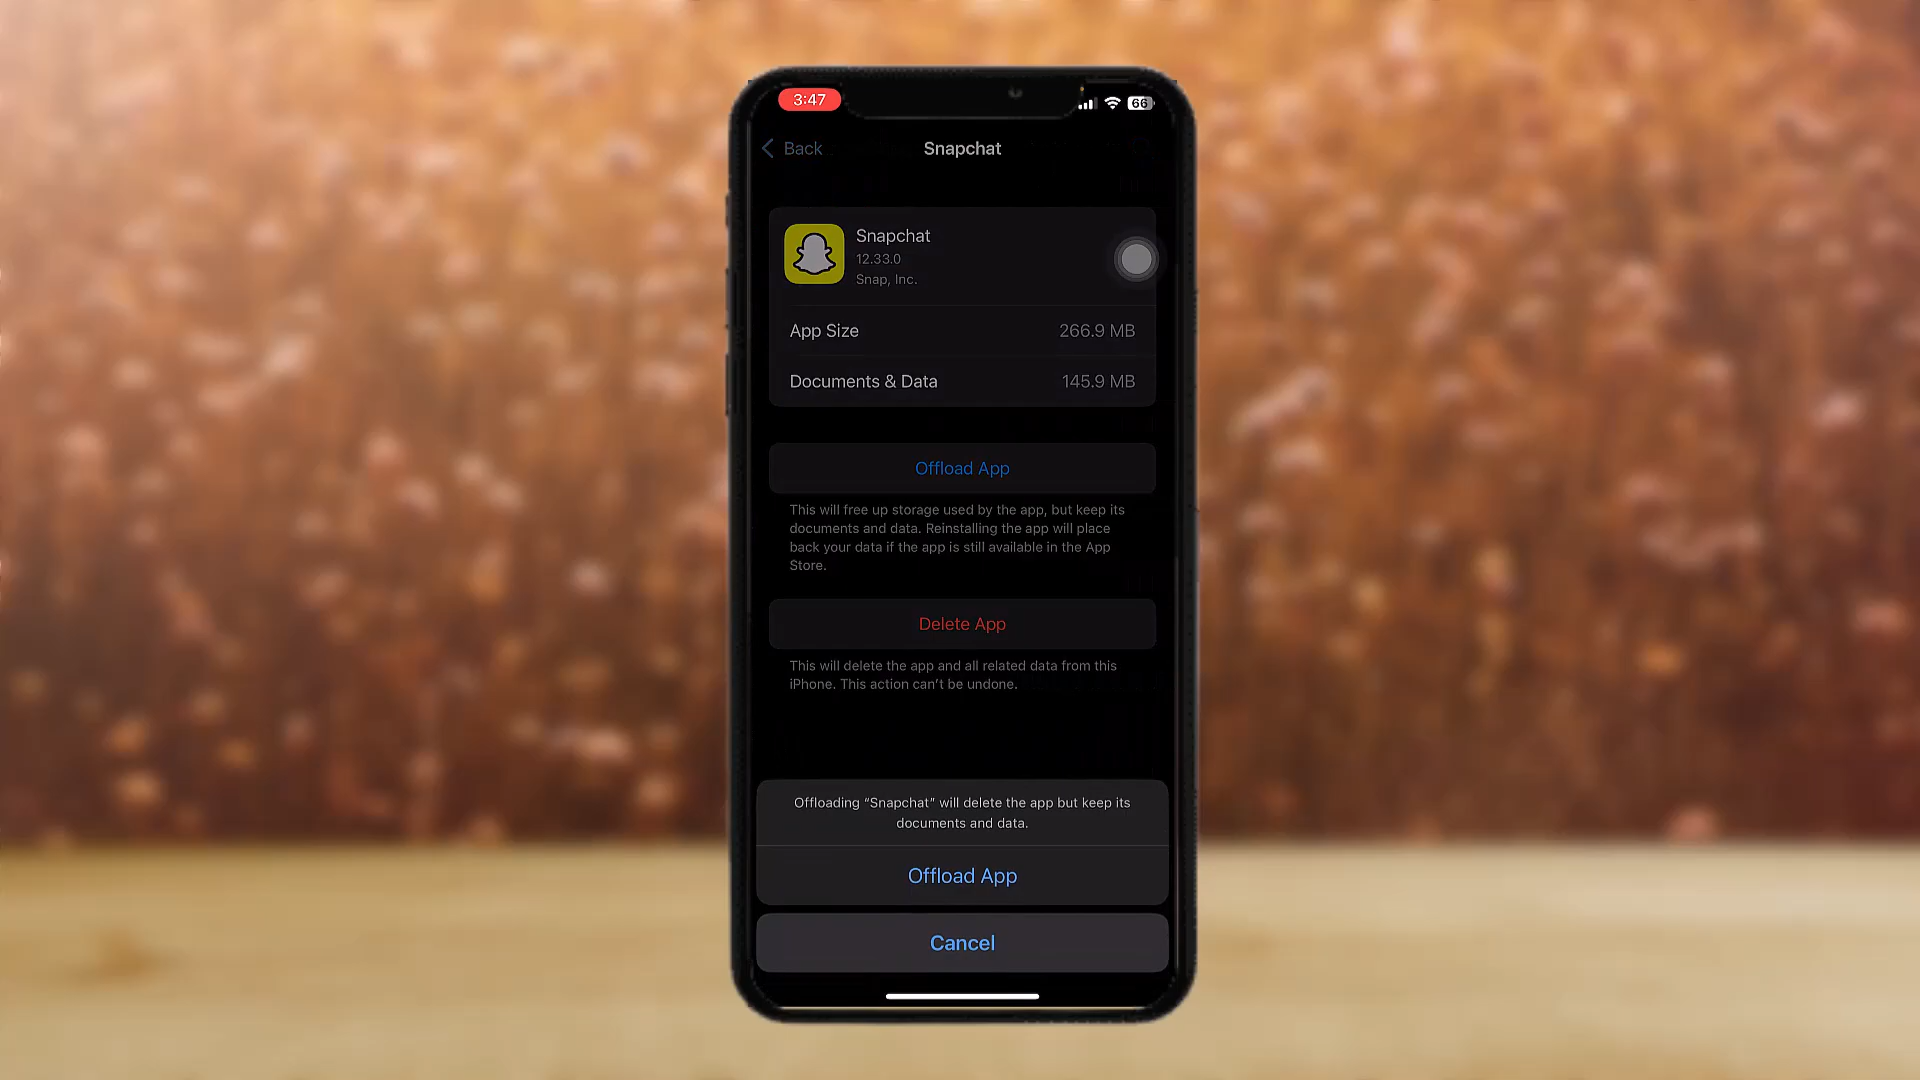 3:47
66
Back
Snapchat
Snapchat
12.33.0
Snap, Inc.
App Size 266.9 MB
Documents & Data 145.9 MB
Offload App
This will free up storage used by the app, but keep its
documents and data. Reinstalling the app will place
back your data if the app is still available in the App
Store.
Delete App
This will delete the app and all related data from this
iPhone. This action can't be undone.
Offloading “Snapchat” will delete the app but keep its
documents and data.
Offload App
Cancel